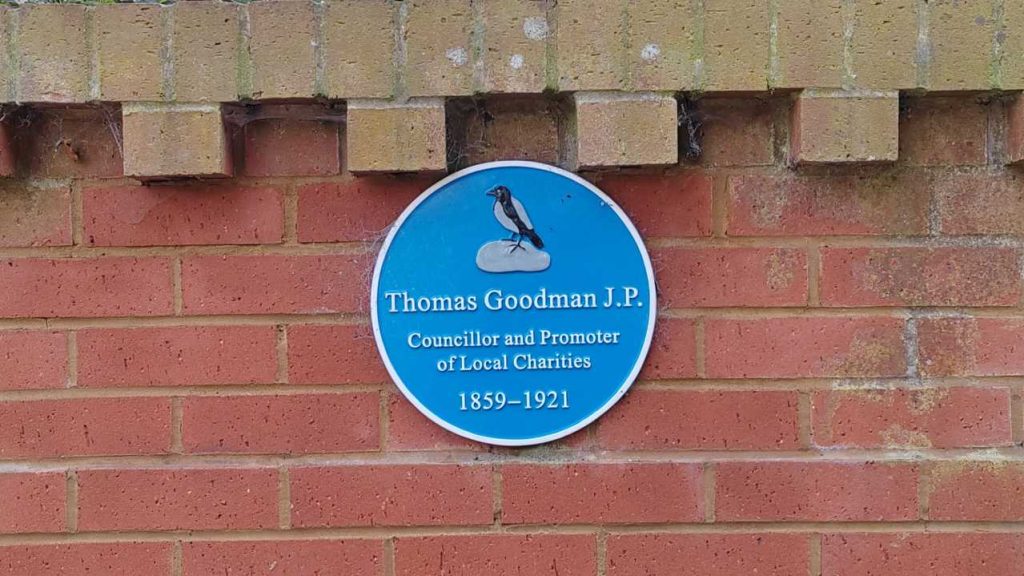 Thomas Goodman J.P.
Councillor and Promoter
of Local Charities
1859–1921